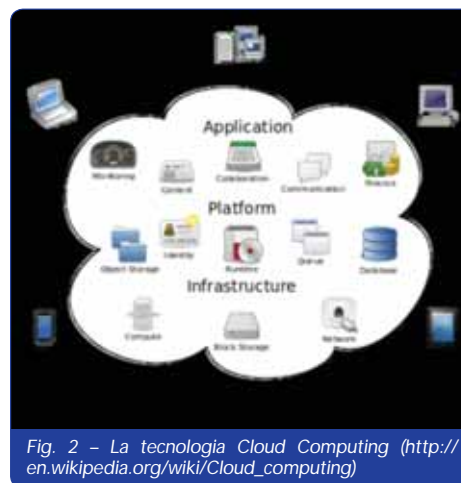 Application
Monitoring Content Collaboration Communication Finance
Platform
Object Storage Identity Runtime Queue Database
Infrastructure
Compute Block Storage Network
Fig. 2 – La tecnologia Cloud Computing (http://
en.wikipedia.org/wiki/Cloud_computing)